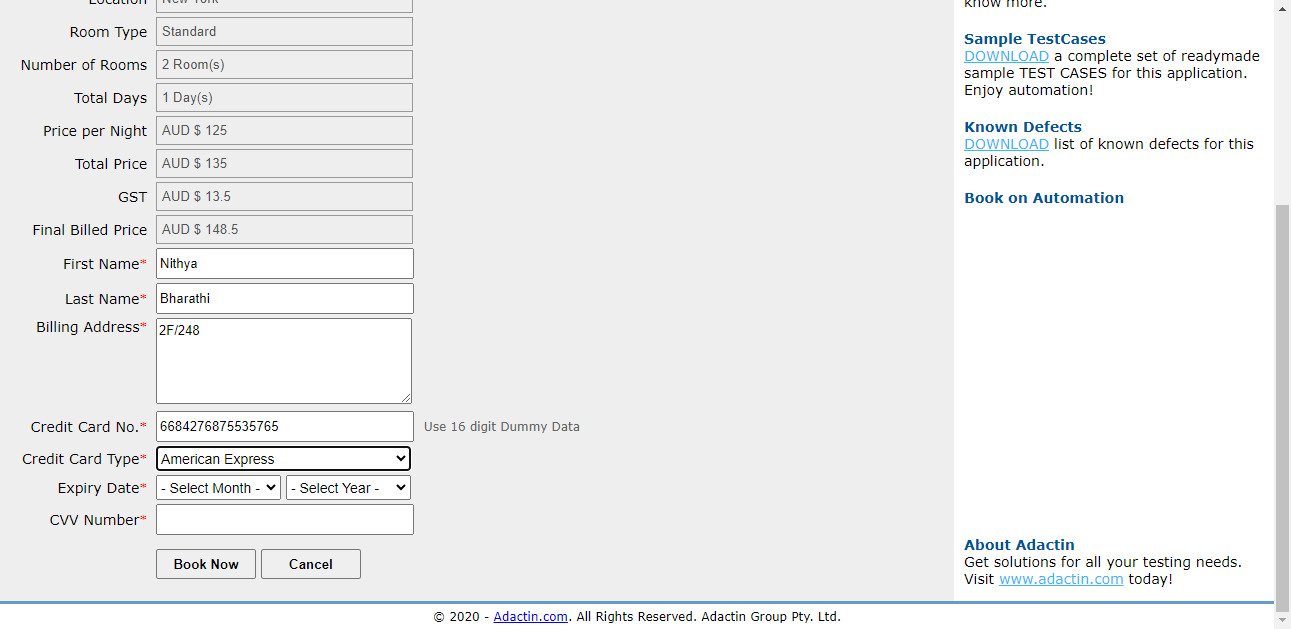 Location New York
Room Type Standard
Number of Rooms 2 Room(s)
Total Days 1 Day(s)
Price per Night AUD $ 125
Total Price AUD $ 135
GST AUD $ 13.5
Final Billed Price AUD $ 148.5
First Name* Nithya
Last Name* Bharathi
Billing Address* 2F/248
Credit Card No.* 6684276875535765 Use 16 digit Dummy Data
Credit Card Type* American Express
Expiry Date* - Select Month - - Select Year -
CVV Number*
Book Now Cancel
know more.
Sample TestCases
DOWNLOAD a complete set of readymade
sample TEST CASES for this application.
Enjoy automation!
Known Defects
DOWNLOAD list of known defects for this
application.
Book on Automation
About Adactin
Get solutions for all your testing needs.
Visit www.adactin.com today!
© 2020 - Adactin.com. All Rights Reserved. Adactin Group Pty. Ltd.